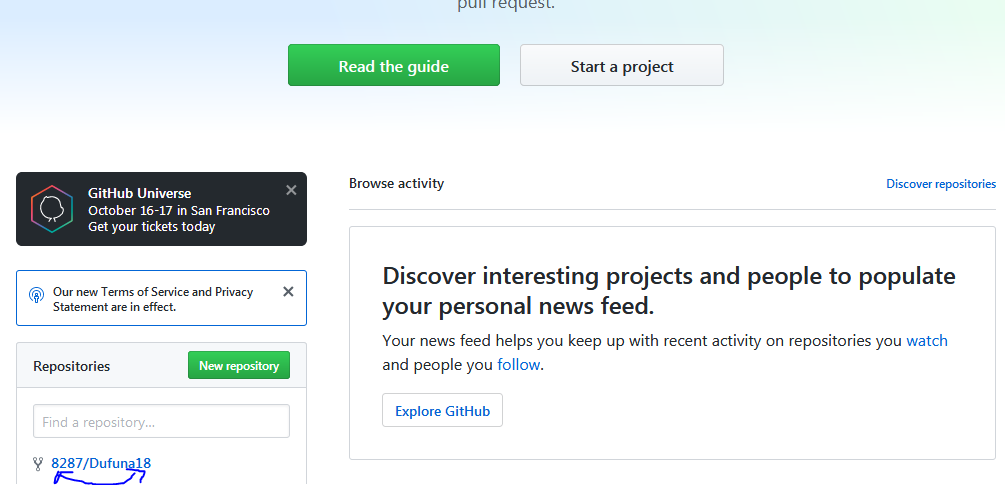 pull request.
Read the guide
Start a project
GitHub Universe
October 16-17 in San Francisco
Get your tickets today
Our new Terms of Service and Privacy
Statement are in effect.
Repositories
New repository
Find a repository...
8287/Dufuna18
Browse activity
Discover repositories
Discover interesting projects and people to populate
your personal news feed.
Your news feed helps you keep up with recent activity on repositories you watch
and people you follow.
Explore GitHub